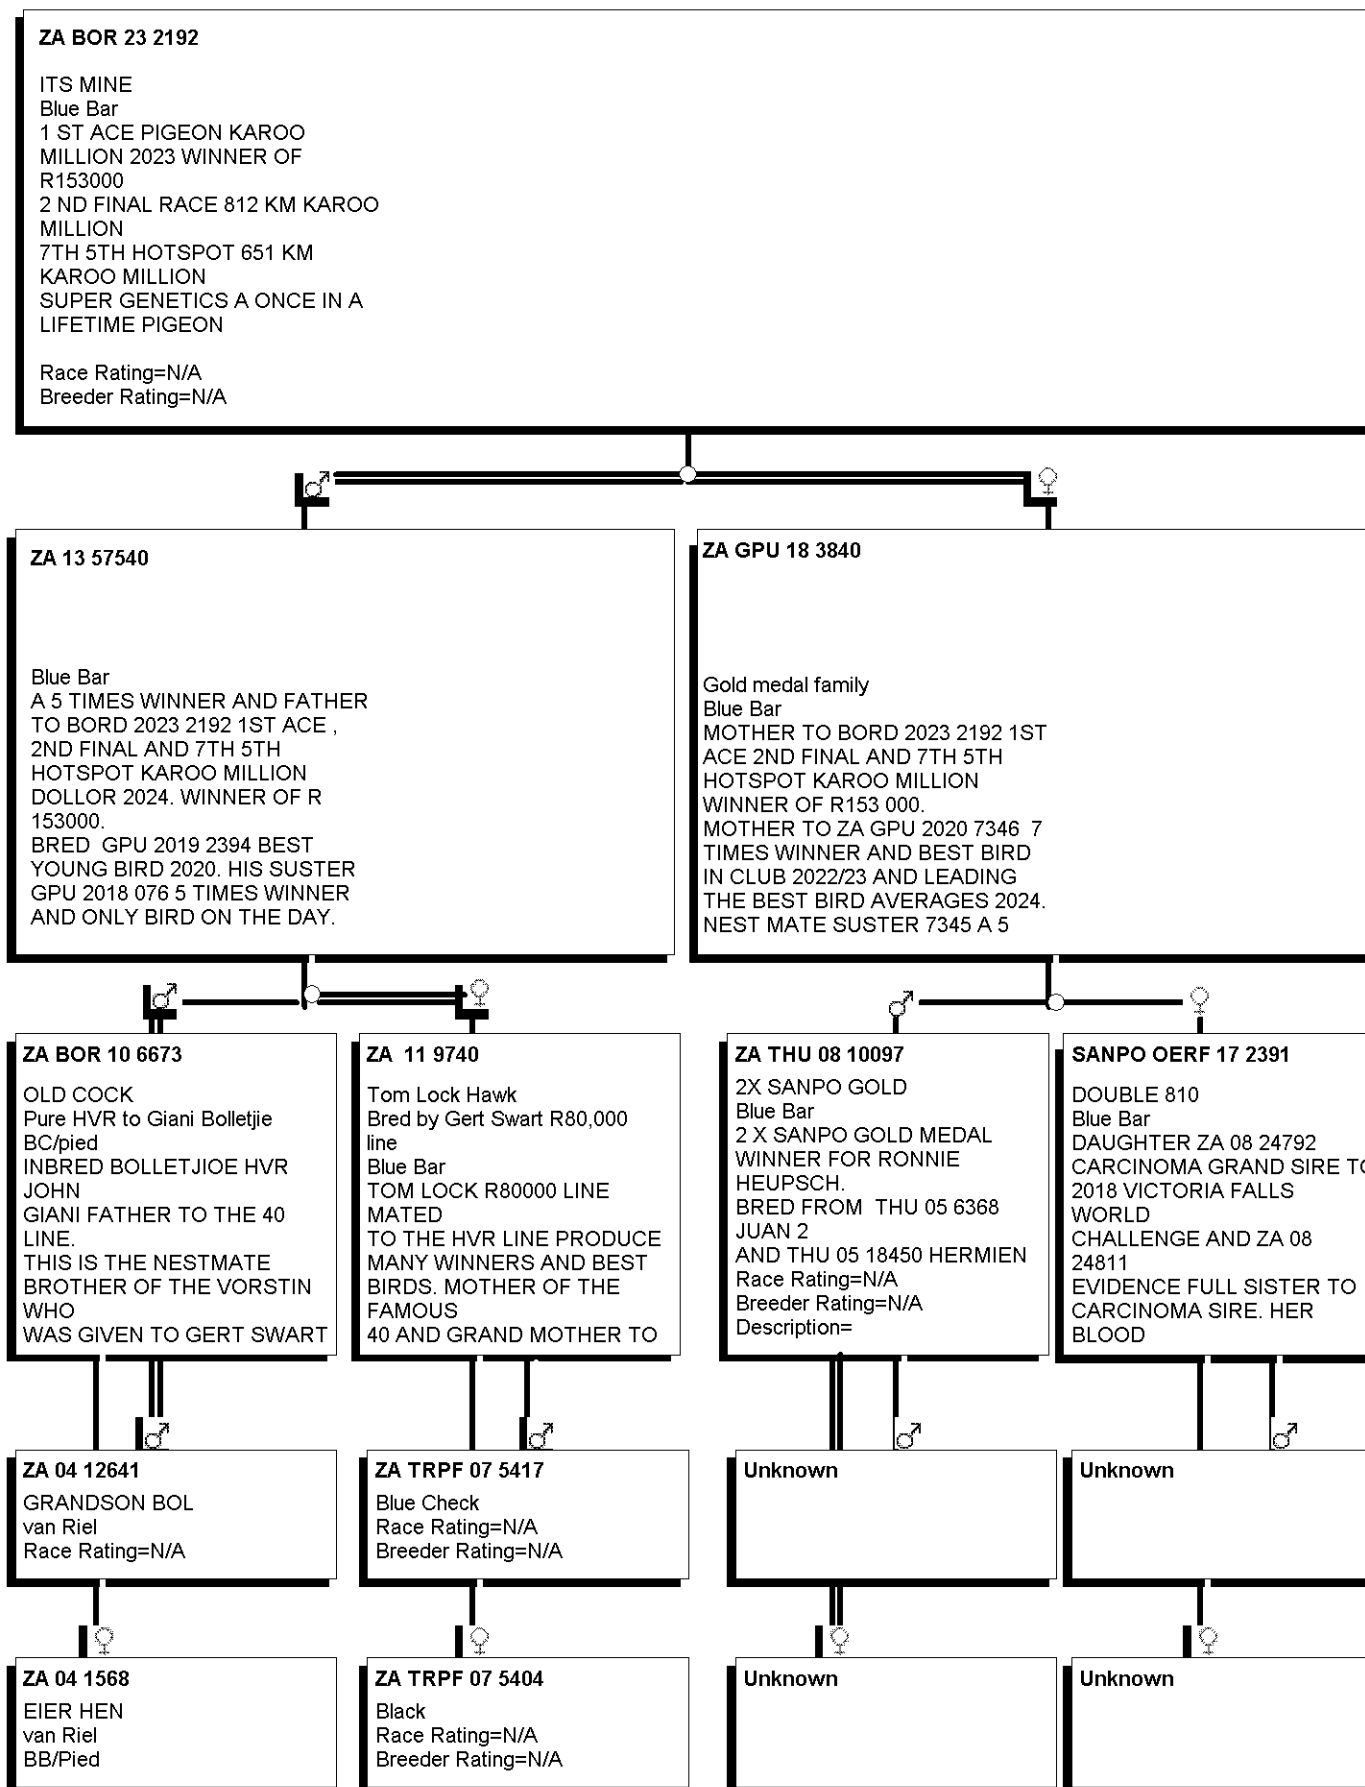 ZA BOR 23 2192
ITS MINE
Blue Bar
1 ST ACE PIGEON KAROO
MILLION 2023 WINNER OF
R153000
2 ND FINAL RACE 812 KM KAROO
MILLION
7TH 5TH HOTSPOT 651 KM
KAROO MILLION
SUPER GENETICS A ONCE IN A
LIFETIME PIGEON
Race Rating=N/A
Breeder Rating=N/A
ZA 13 57540
Blue Bar
A 5 TIMES WINNER AND FATHER
TO BORD 2023 2192 1ST ACE ,
2ND FINAL AND 7TH 5TH
HOTSPOT KAROO MILLION
DOLLOR 2024. WINNER OF R
153000.
BRED  GPU 2019 2394 BEST
YOUNG BIRD 2020. HIS SUSTER
GPU 2018 076 5 TIMES WINNER
AND ONLY BIRD ON THE DAY.
ZA GPU 18 3840
Gold medal family
Blue Bar
MOTHER TO BORD 2023 2192 1ST
ACE 2ND FINAL AND 7TH 5TH
HOTSPOT KAROO MILLION
WINNER OF R153 000.
MOTHER TO ZA GPU 2020 7346  7
TIMES WINNER AND BEST BIRD
IN CLUB 2022/23 AND LEADING
THE BEST BIRD AVERAGES 2024.
NEST MATE SUSTER 7345 A 5
ZA BOR 10 6673
OLD COCK
Pure HVR to Giani Bolletjie
BC/pied
INBRED BOLLETJIOE HVR
JOHN
GIANI FATHER TO THE 40
LINE.
THIS IS THE NESTMATE
BROTHER OF THE VORSTIN
WHO
WAS GIVEN TO GERT SWART
ZA  11 9740
Tom Lock Hawk
Bred by Gert Swart R80,000
line
Blue Bar
TOM LOCK R80000 LINE
MATED
TO THE HVR LINE PRODUCE
MANY WINNERS AND BEST
BIRDS. MOTHER OF THE
FAMOUS
40 AND GRAND MOTHER TO
ZA THU 08 10097
2X SANPO GOLD
Blue Bar
2 X SANPO GOLD MEDAL
WINNER FOR RONNIE
HEUPSCH.
BRED FROM  THU 05 6368
JUAN 2
AND THU 05 18450 HERMIEN
Race Rating=N/A
Breeder Rating=N/A
Description=
SANPO OERF 17 2391
DOUBLE 810
Blue Bar
DAUGHTER ZA 08 24792
CARCINOMA GRAND SIRE TO
2018 VICTORIA FALLS
WORLD
CHALLENGE AND ZA 08
24811
EVIDENCE FULL SISTER TO
CARCINOMA SIRE. HER
BLOOD
ZA 04 12641
GRANDSON BOL
van Riel
Race Rating=N/A
ZA TRPF 07 5417
Blue Check
Race Rating=N/A
Breeder Rating=N/A
Unknown
Unknown
ZA 04 1568
EIER HEN
van Riel
BB/Pied
ZA TRPF 07 5404
Black
Race Rating=N/A
Breeder Rating=N/A
Unknown
Unknown